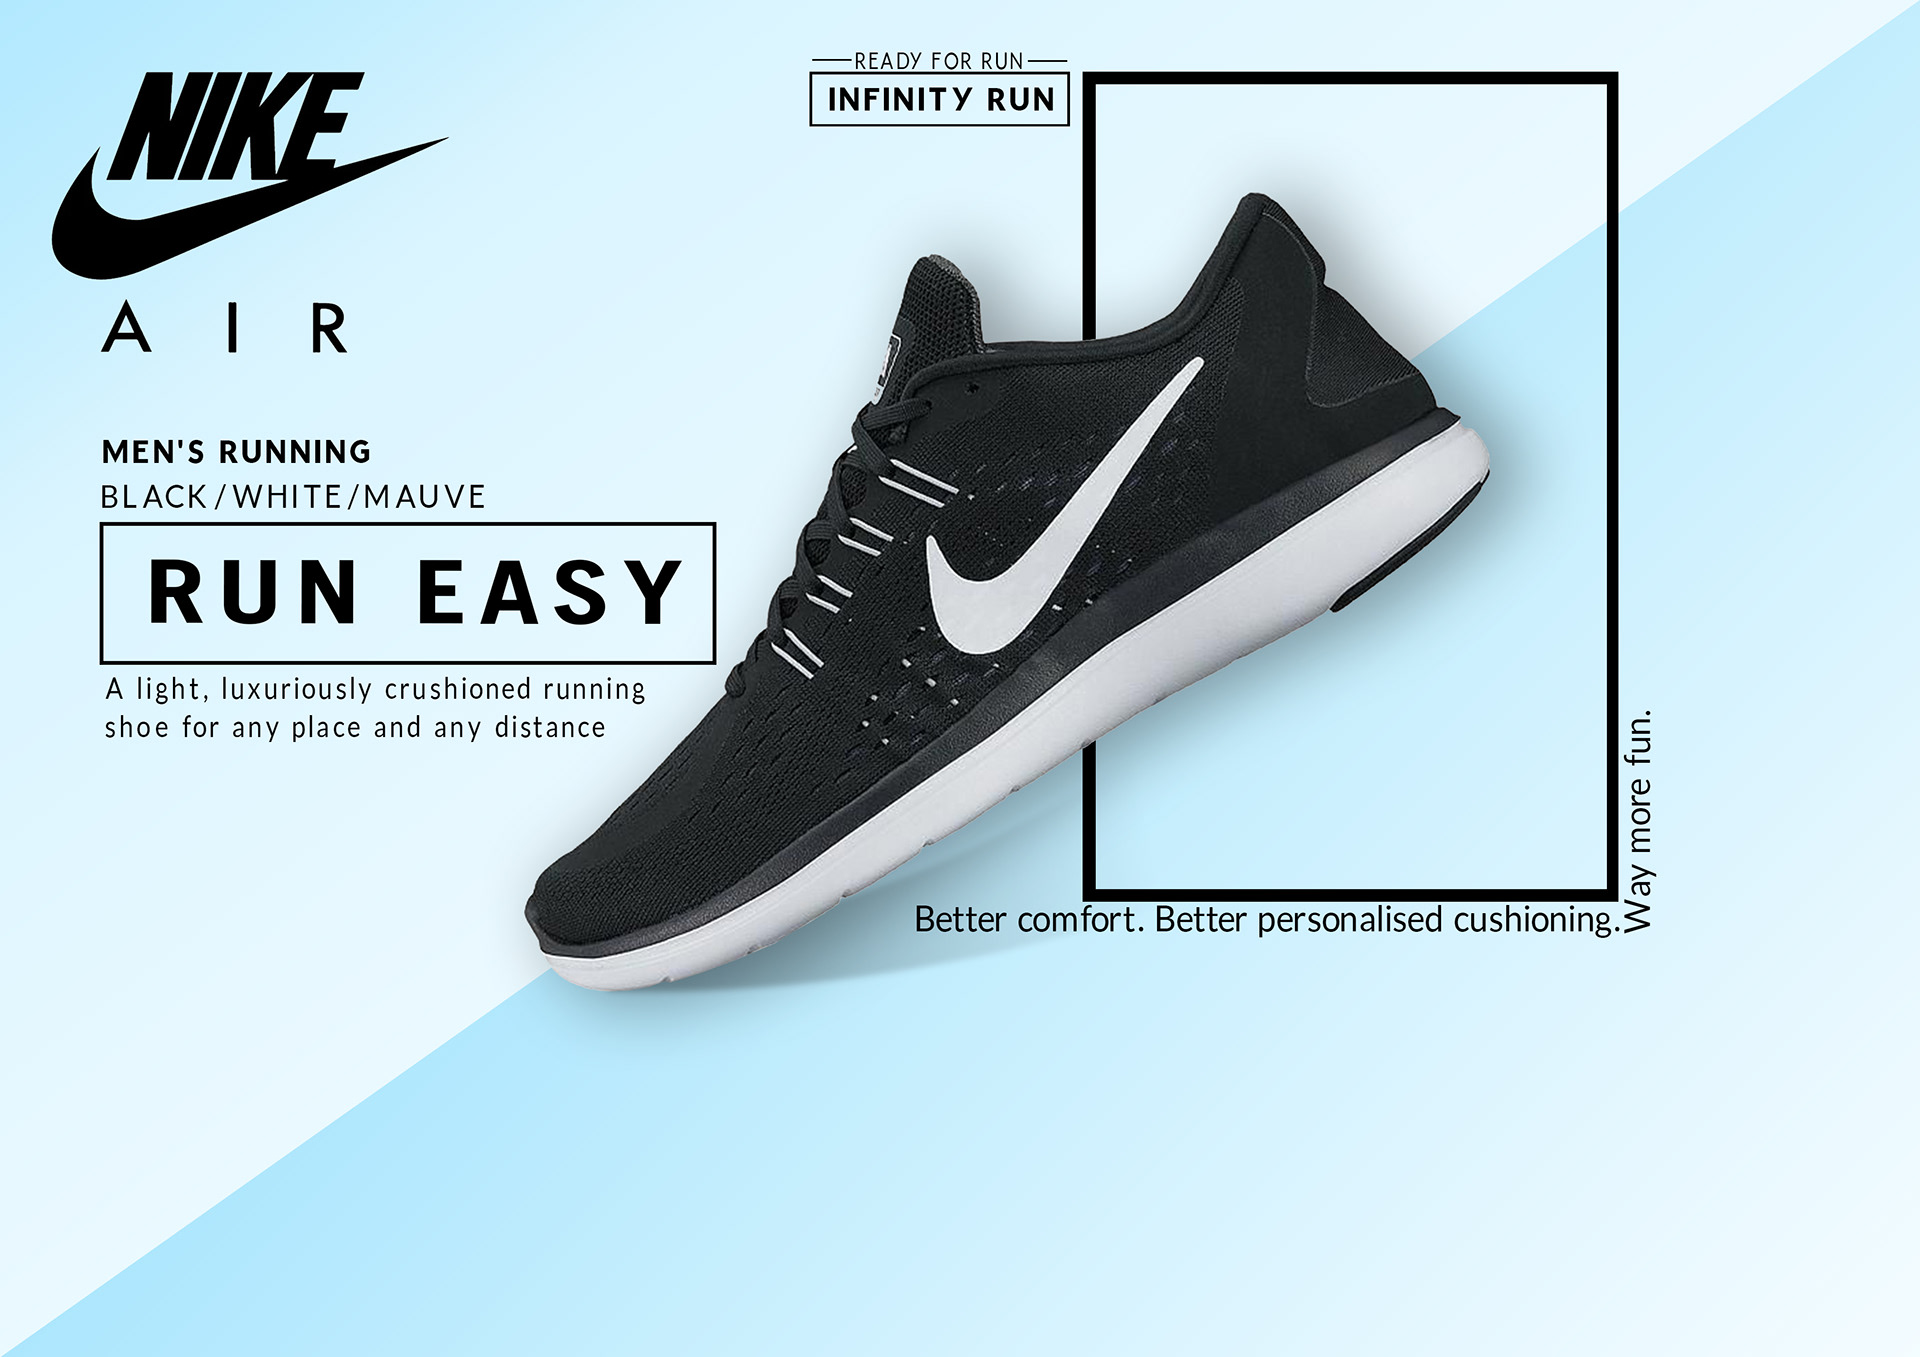 NIKE
A I R
READY FOR RUN
INFINITY RUN
MEN'S RUNNING
BLACK/WHITE/MAUVE
RUN EASY
A light, luxuriously crushioned running
shoe for any place and any distance
Better comfort. Better personalised cushioning.
Way more fun.